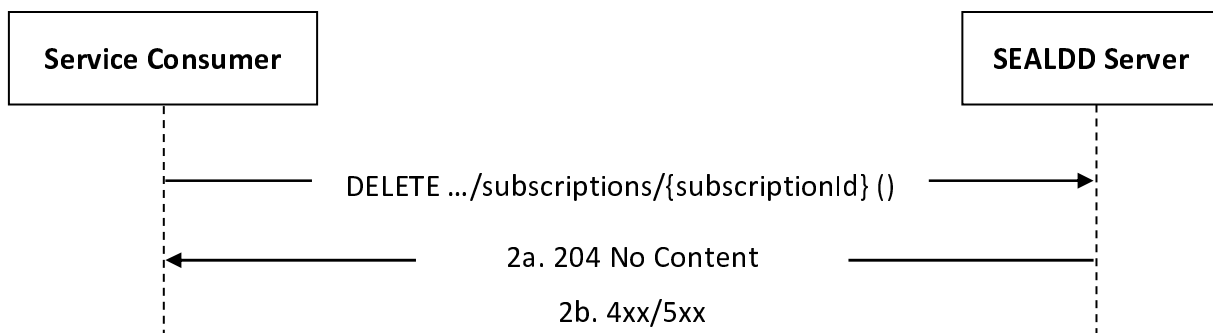 Service Consumer
SEALDD Server
DELETE .../subscriptions/{subscriptionId} ()
2a. 204 No Content
2b. 4xx/5xx